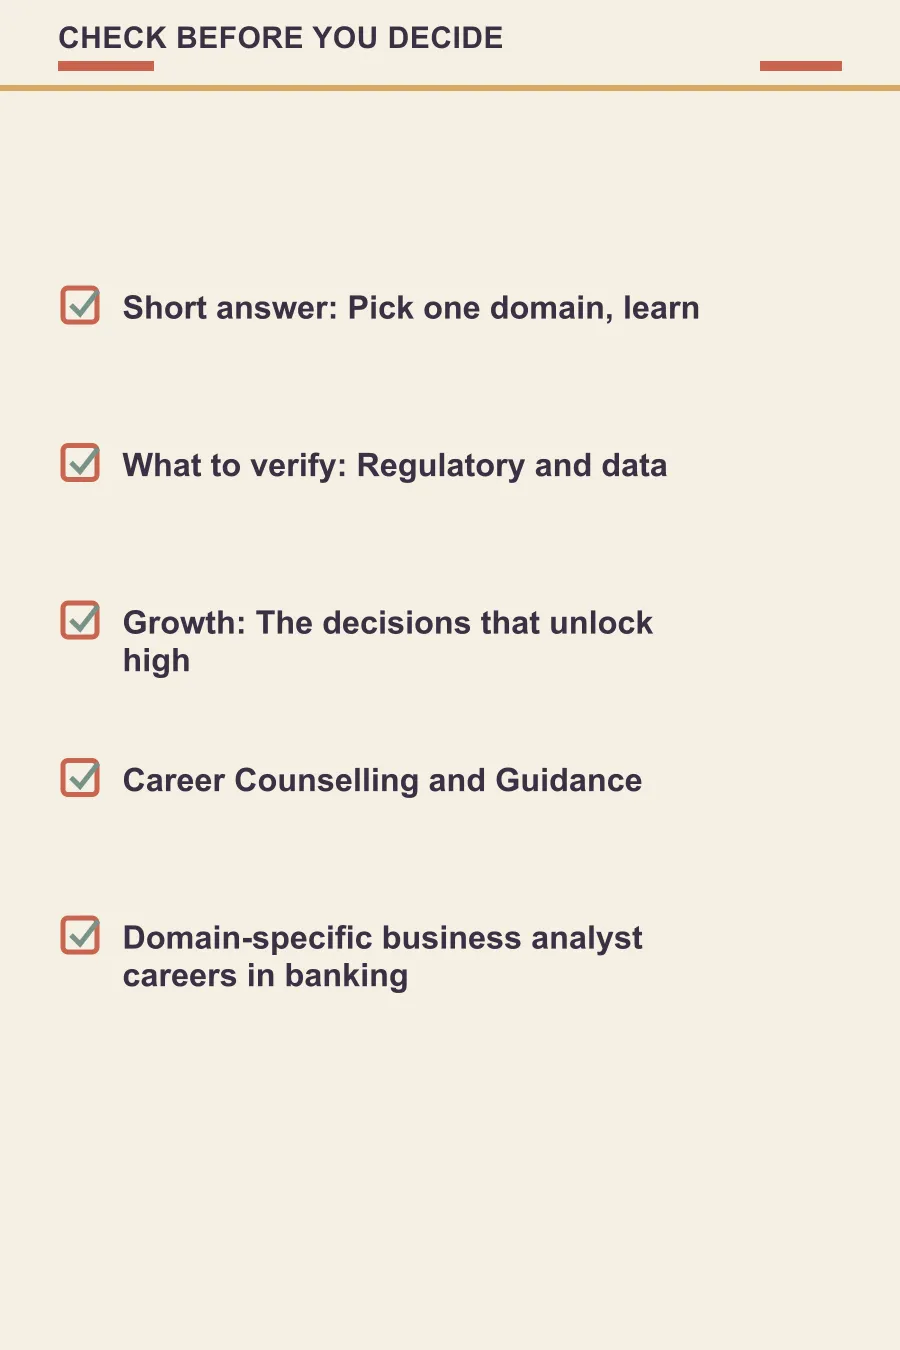 CHECK BEFORE YOU DECIDE
Short answer: Pick one domain, learn
What to verify: Regulatory and data
Growth: The decisions that unlock
high
Career Counselling and Guidance
Domain-specific business analyst
careers in banking